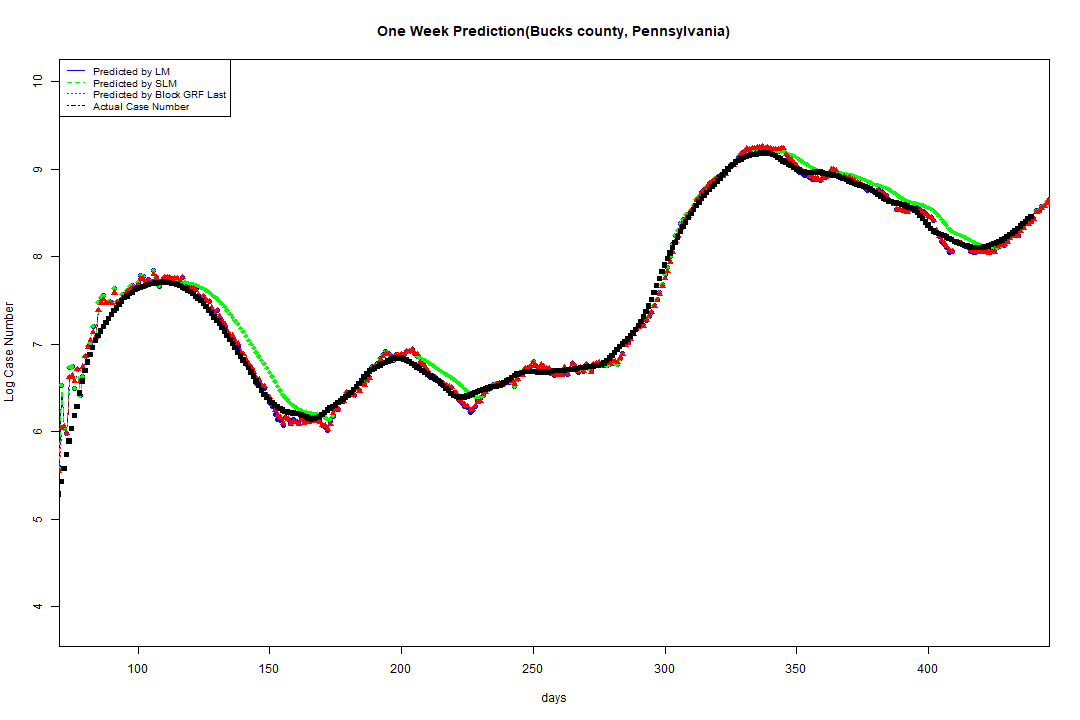 One Week Prediction(Bucks county, Pennsylvania)
Predicted by LM
Predicted by SLM
Predicted by Block GRF Last
Actual Case Number
10
9
8
7
6
5
4
Log Case Number
100 150 200 250 300 350 400
days